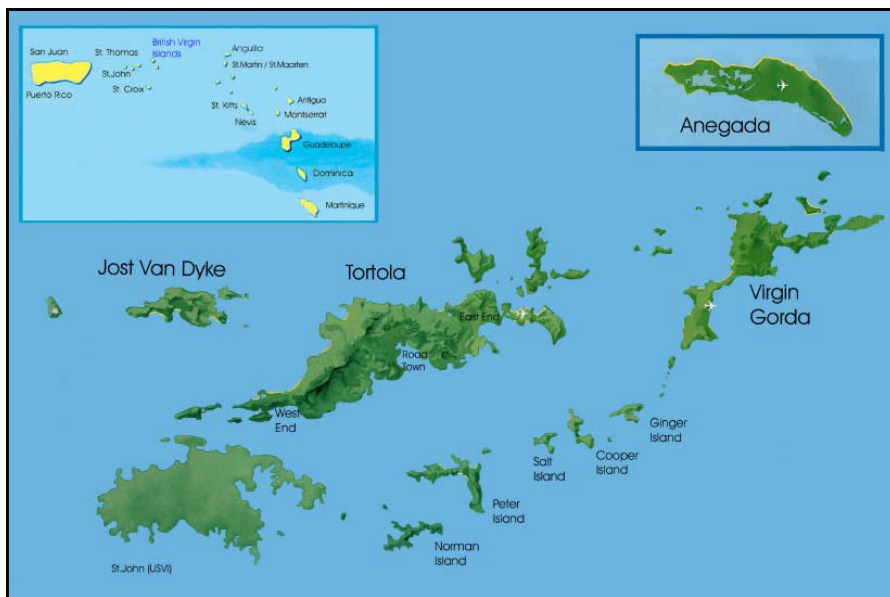 San Juan
St. Thomas
British Virgin
Islands
Anguilla
St.John
St.Martin / St.Maarten
Puerto Rico
St. Croix
St. Kitts
Antigua
Nevis
Montserrat
Guadeloupe
Dominica
Martinique
Anegada
Jost Van Dyke
Tortola
Virgin
Gorda
East End
Road
Town
West
End
Ginger
Island
Salt
Island
Cooper
Island
Peter
Island
Norman
Island
St.John (USVI)